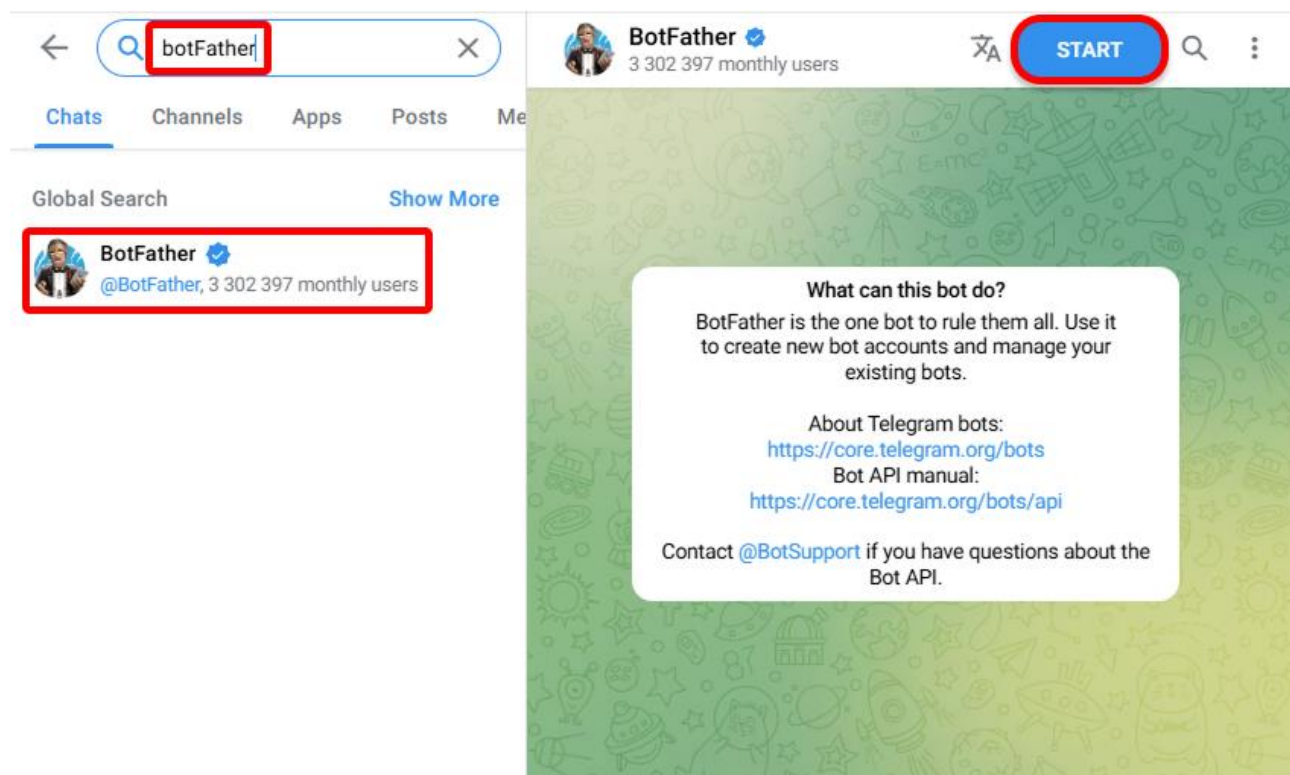 botFather
Chats Channels Apps Posts Me
Global Search Show More
BotFather
@BotFather, 3 302 397 monthly users
BotFather
3 302 397 monthly users
START
What can this bot do?
BotFather is the one bot to rule them all. Use it
to create new bot accounts and manage your
existing bots.
About Telegram bots:
https://core.telegram.org/bots
Bot API manual:
https://core.telegram.org/bots/api
Contact @BotSupport if you have questions about the
Bot API.